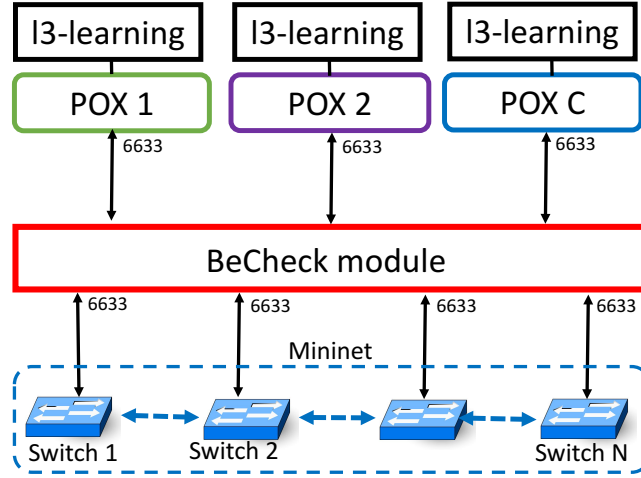 l3-learning
l3-learning
l3-learning
POX 1
POX 2
POX C
6633
6633
6633
BeCheck module
6633
6633
6633
6633
Mininet
Switch 1
Switch 2
Switch N